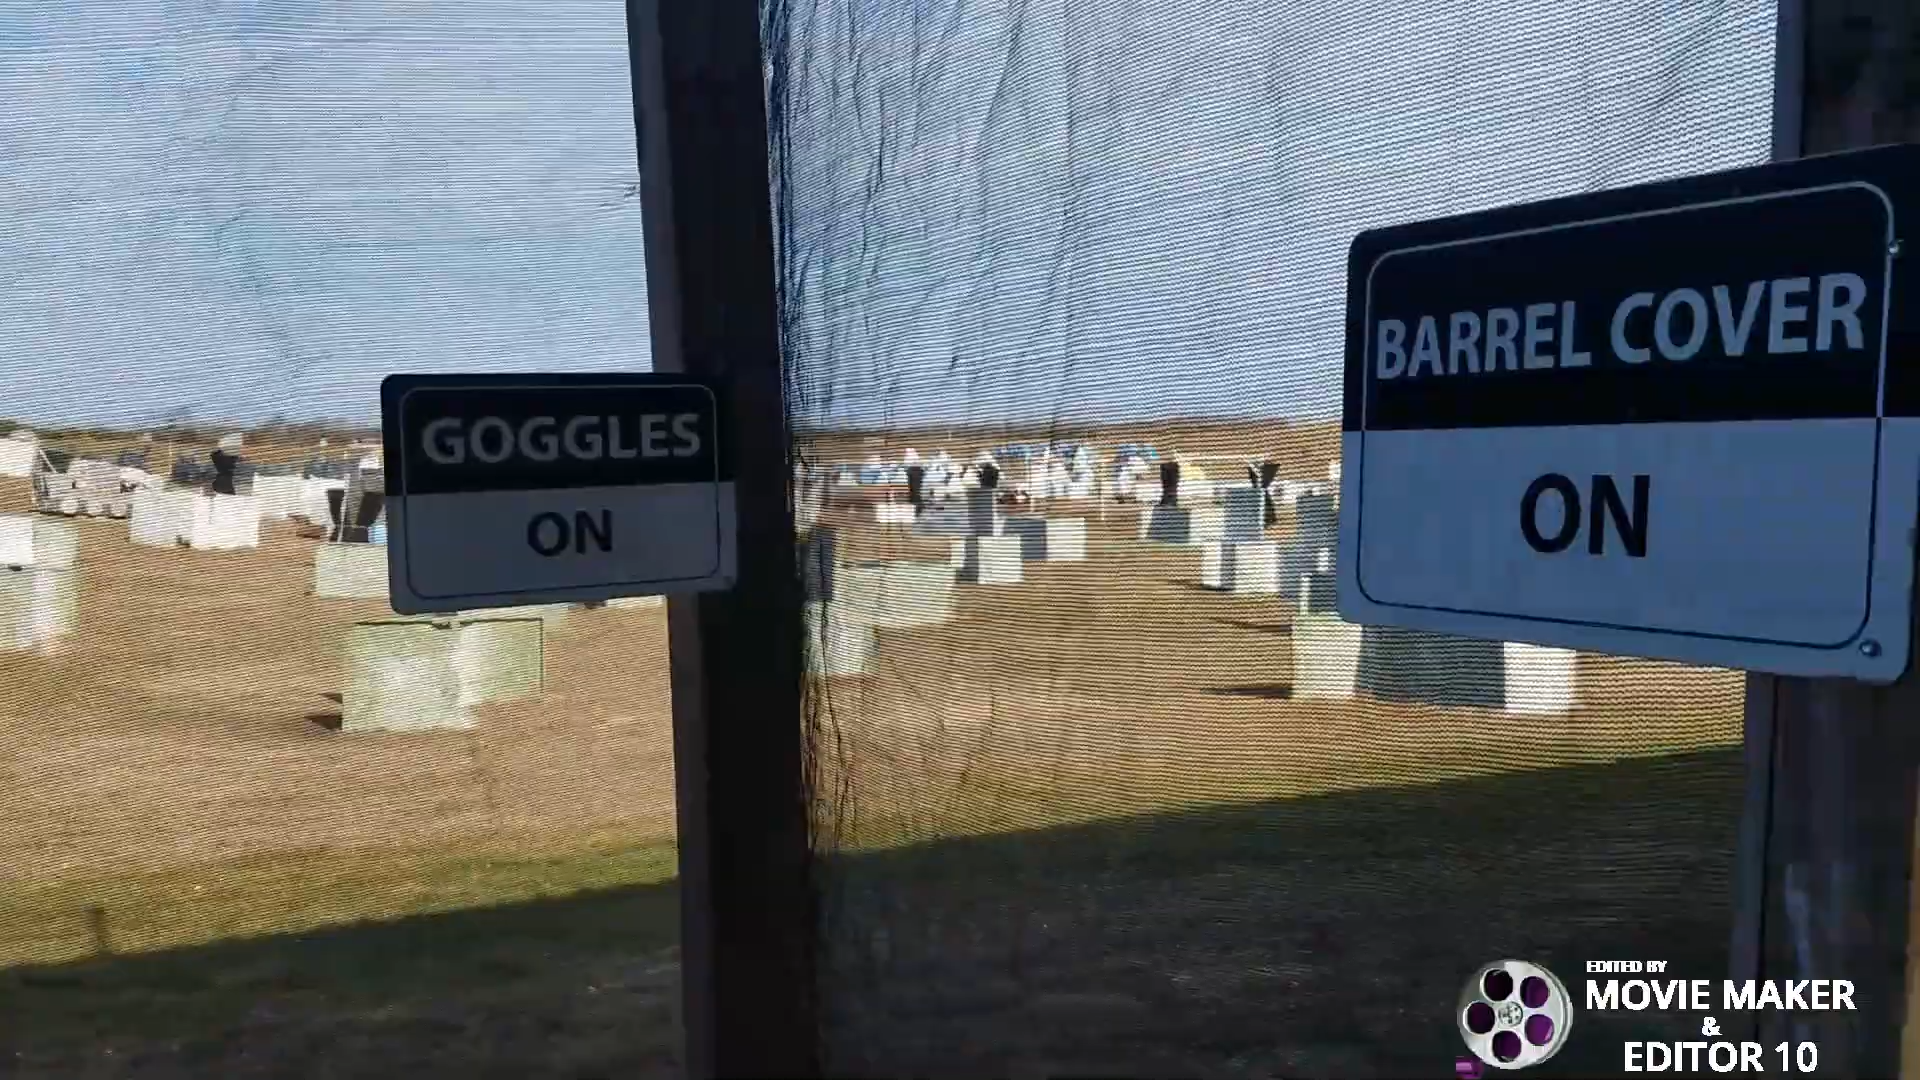 GOGGLES
ON
BARREL COVER
ON
EDITED BY
MOVIE MAKER
&
EDITOR 10